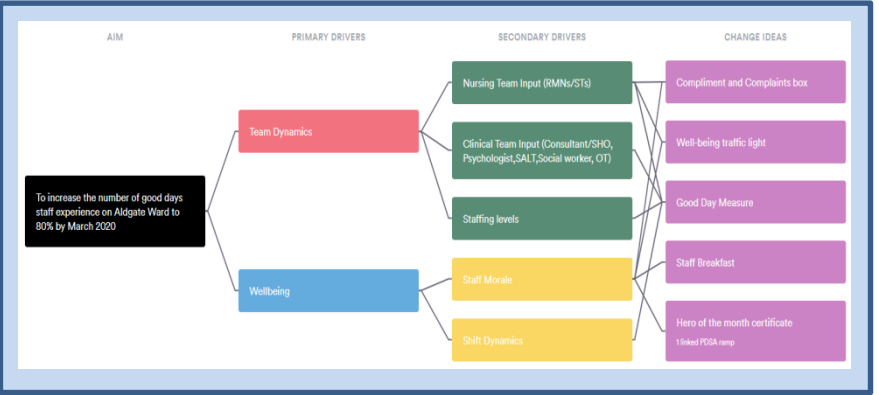 AIM
PRIMARY DRIVERS
SECONDARY DRIVERS
CHANGE IDEAS
To increase the number of good days
staff experience on Aldgate Ward to
80% by March 2020
Team Dynamics
Wellbeing
Nursing Team Input (RMNs/STs)
Clinical Team Input (Consultant/SHO,
Psychologist,SALT,Social worker, OT)
Staffing levels
Staff Morale
Shift Dynamics
Compliment and Complaints box
Well-being traffic light
Good Day Measure
Staff Breakfast
Hero of the month certificate
1 linked PDSA ramp